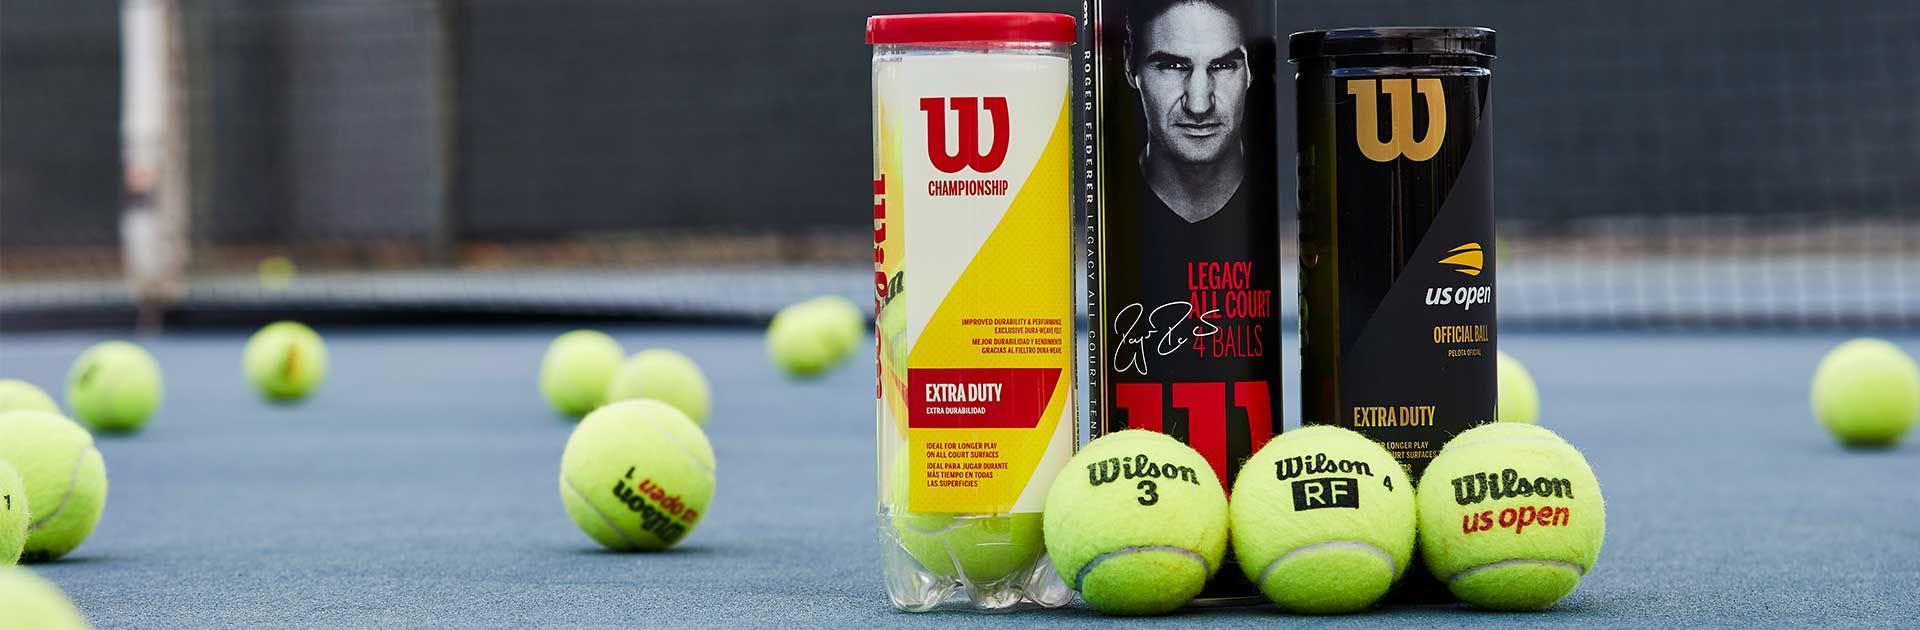 W
CHAMPIONSHIP
IMPROVED DURABILITY & PERFORMANCE
EXCLUSIVE DURA-WEAVE FELT
MEJOR DURABILIDAD Y RENDIMIENTO
GRACIAS AL FIELTRO DURA-WEAVE
EXTRA DUTY
EXTRA DURABILIDAD
IDEAL FOR LONGER PLAY
ON ALL COURT SURFACES
IDEAL PARA JUGAR DURANTE
MÁS TIEMPO EN TODAS
LAS SUPERFICIES
ROGER FEDERER LEGACY ALL COURT
LEGACY
ALL COURT
4 BALLS
W
us open
OFFICIAL BALL
PELOTA OFICIAL
EXTRA DUTY
LONGER PLAY
Wilson
3
Wilson
RF 4
Wilson
us open
Wilson
us open
1
1